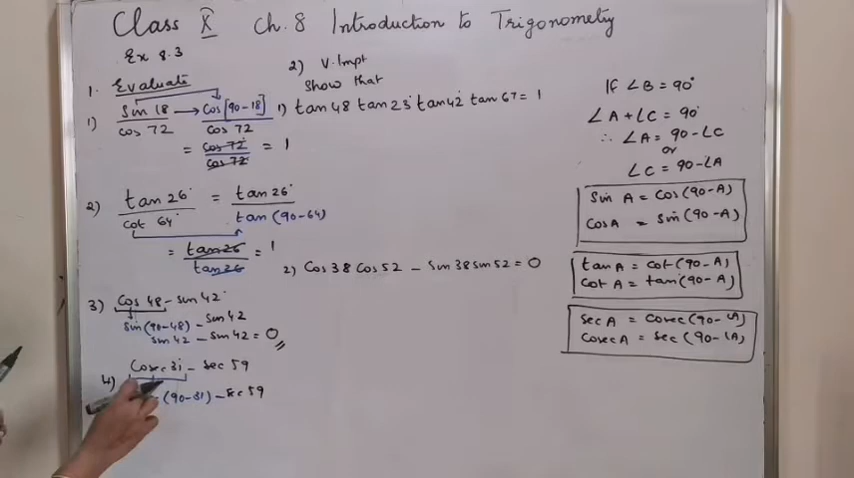 Class X Ch. 8 Introduction to Trigonometry
Ex 8.3
1. Evaluate
1) sin 18 → cos[90-18]
cos 72 cos 72
= cos 72 = 1
cos 72
2) tan 26° = tan 26°
cot 64° tan (90-64)
= tan 26 = 1
tan 26
3) cos 48 - sin 42°
sin(90-48) - sin 42
sin 42 - sin 42 = 0
4) Cosec 31 - sec 59
(90-31) - sec 59
2) V. Impt
Show that
1) tan 48 tan 23° tan 42° tan 67° = 1
2) Cos 38 Cos 52 - Sin 38 sin 52 = 0
If ∠B = 90°
∠A + ∠C = 90°
∴ ∠A = 90 - ∠C
or
∠C = 90 - ∠A
Sin A = Cos (90-A)
Cos A = Sin (90-A)
tan A = cot (90-A)
cot A = tan (90-A)
sec A = cosec (90-∠A)
cosec A = sec (90-∠A)